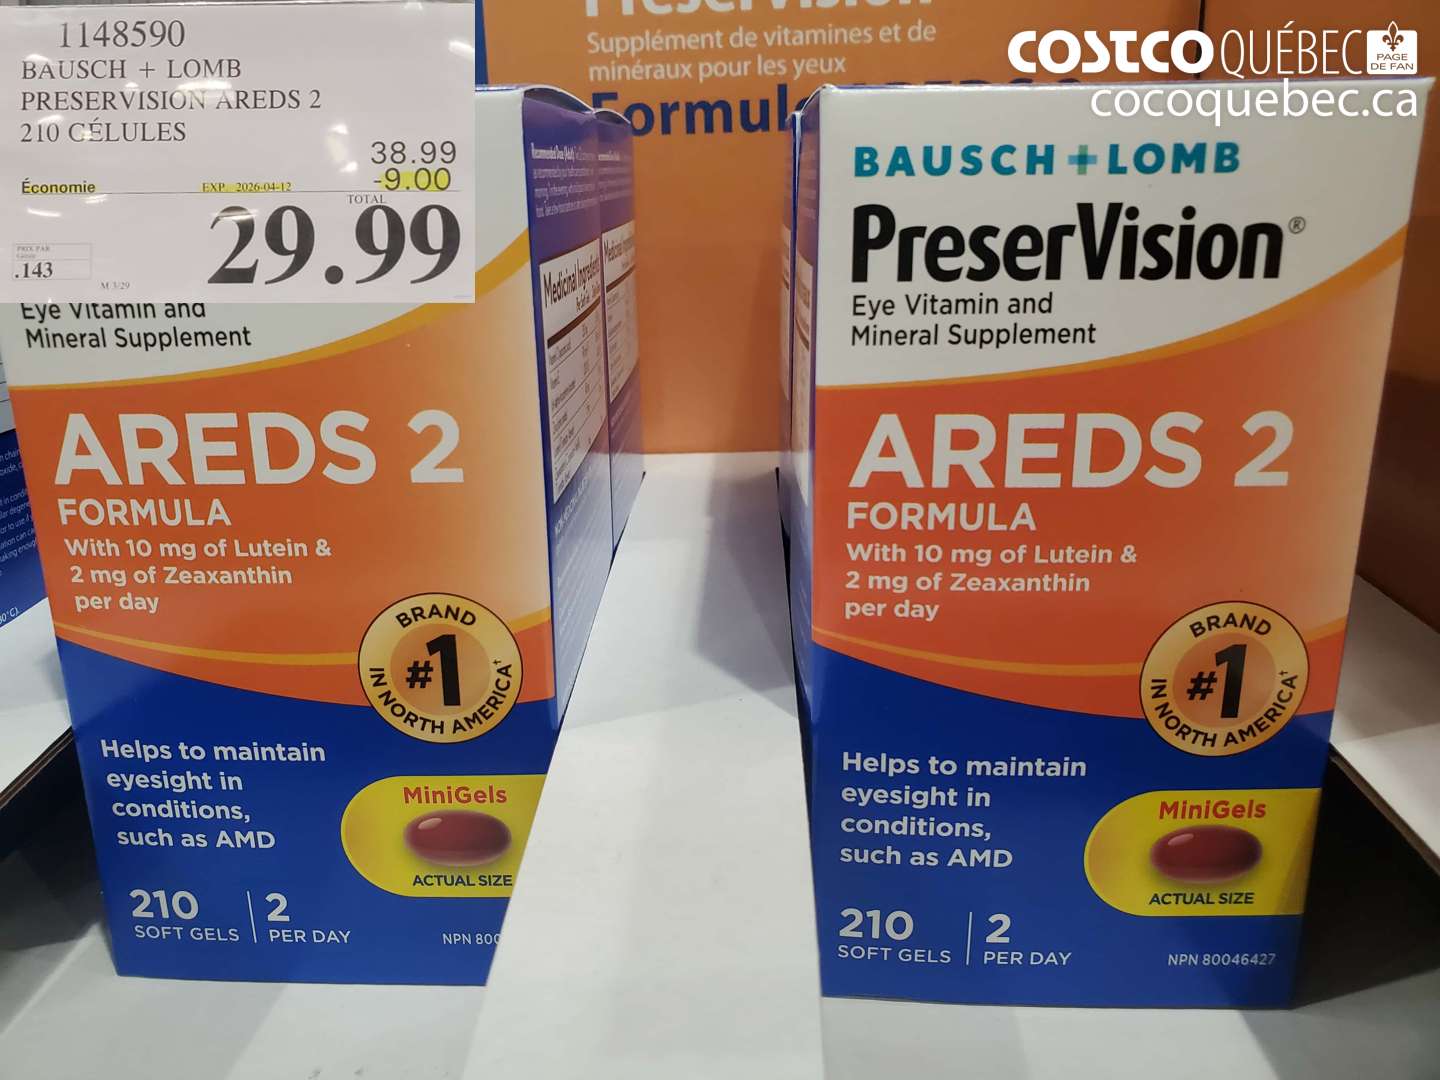 1148590
BAUSCH + LOMB
PRESERVISION AREDS 2
210 GÉLULES
38.99
Économie EXP. 2026-04-12 -9.00
TOTAL
29.99
PRIX PAR
.143
M 3/29
PreserVision
Supplément de vitamines et de
minéraux pour les yeux
COSTCO QUÉBEC PAGE DE FAN
cocoquebec.ca
Eye Vitamin and
Mineral Supplement
AREDS 2
FORMULA
With 10 mg of Lutein &
2 mg of Zeaxanthin
per day
BRAND
#1
IN NORTH AMERICA†
Helps to maintain
eyesight in
conditions,
such as AMD
MiniGels
ACTUAL SIZE
210
SOFT GELS
2
PER DAY
NPN 800
Medicinal Ingredients
BAUSCH + LOMB
PreserVision®
Eye Vitamin and
Mineral Supplement
AREDS 2
FORMULA
With 10 mg of Lutein &
2 mg of Zeaxanthin
per day
BRAND
#1
IN NORTH AMERICA†
Helps to maintain
eyesight in
conditions,
such as AMD
MiniGels
ACTUAL SIZE
210
SOFT GELS
2
PER DAY
NPN 80046427